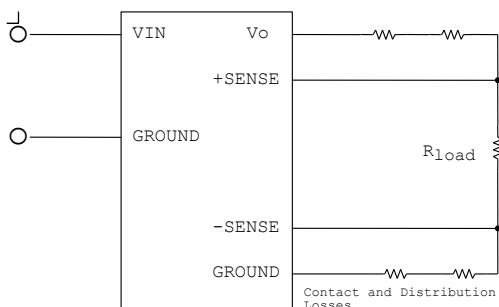 VIN
Vo
+SENSE
GROUND
Rload
-SENSE
GROUND
Contact and Distribution
Losses